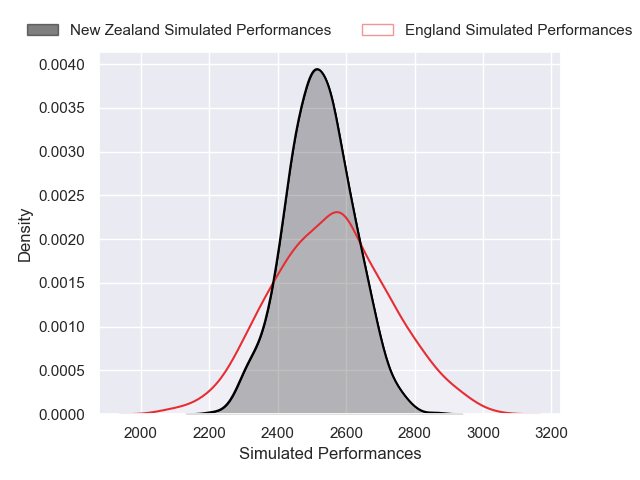 New Zealand Simulated Performances England Simulated Performances
0.0040
0.0035
0.0030
0.0025
0.0020
0.0015
0.0010
0.0005
0.0000
Density
2000 2200 2400 2600 2800 3000 3200
Simulated Performances